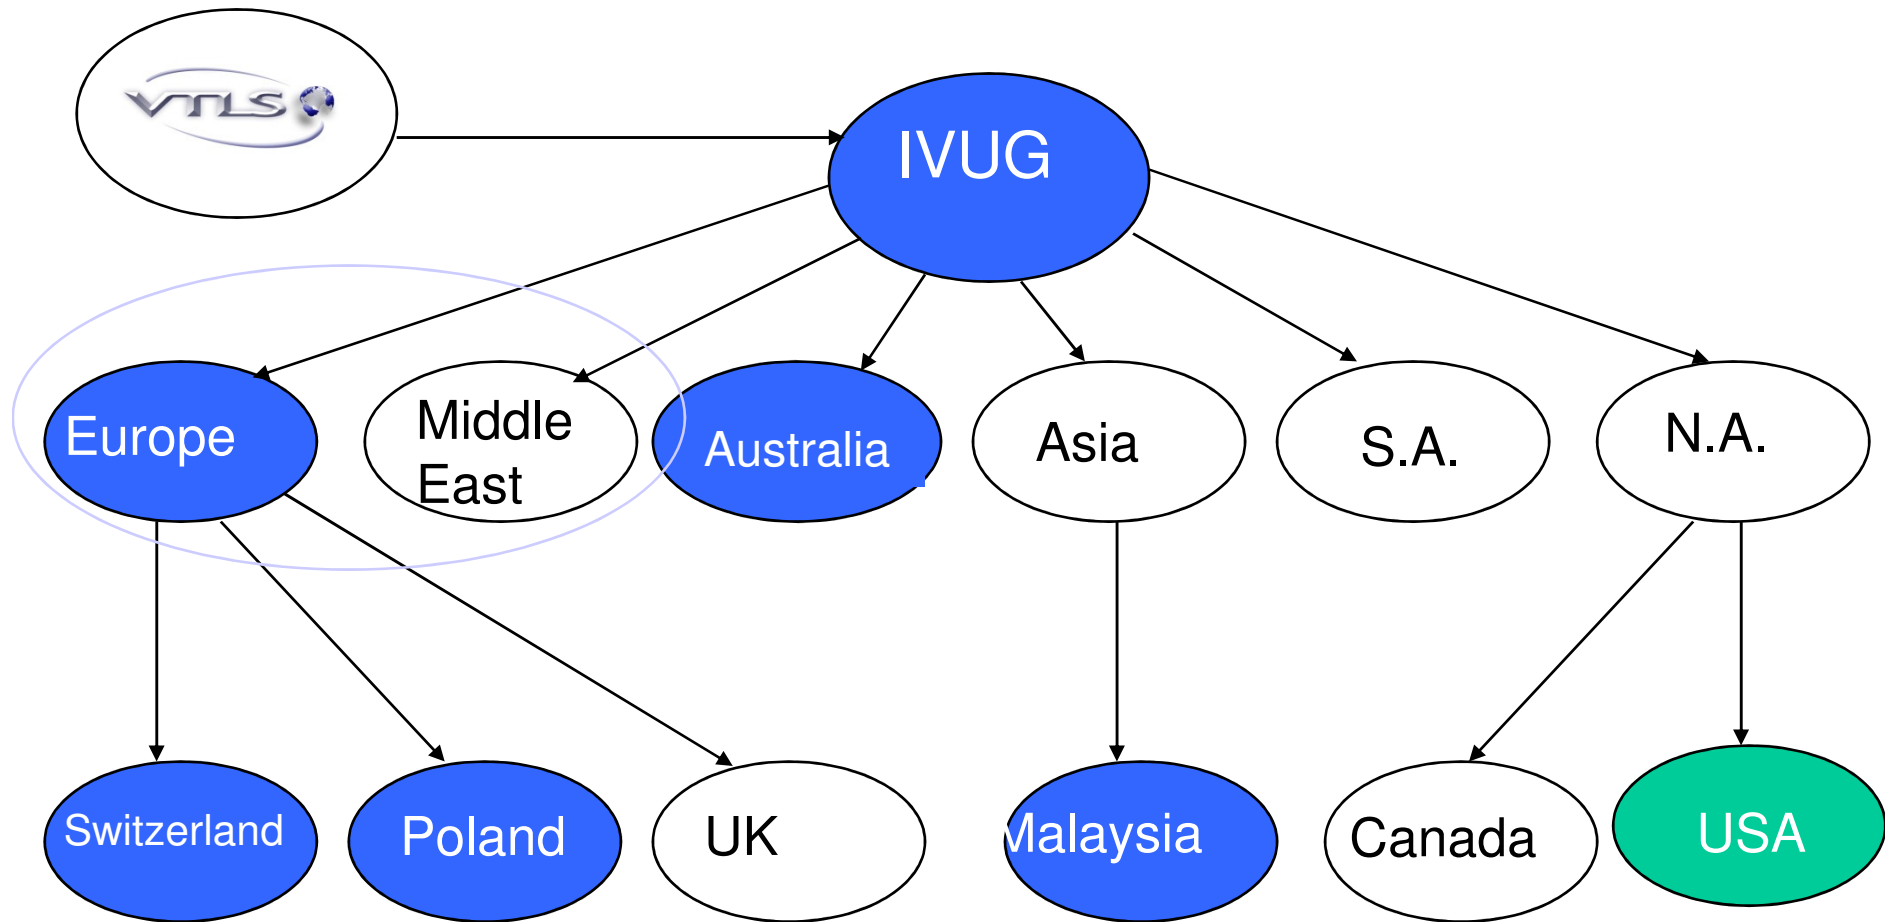 VTLS
IVUG
Europe
Middle
East
Australia
Asia
S.A.
N.A.
Switzerland
Poland
UK
Malaysia
Canada
USA